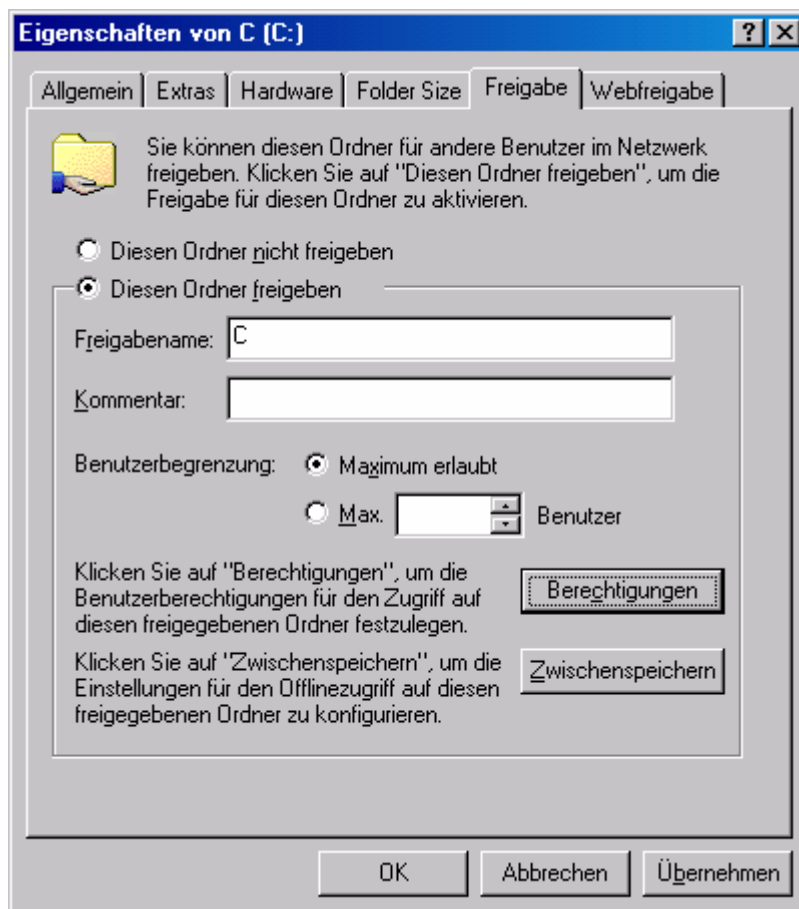 Eigenschaften von C (C:)
Allgemein Extras Hardware Folder Size Freigabe Webfreigabe
Sie können diesen Ordner für andere Benutzer im Netzwerk
freigeben. Klicken Sie auf "Diesen Ordner freigeben", um die
Freigabe für diesen Ordner zu aktivieren.
Diesen Ordner nicht freigeben
Diesen Ordner freigeben
Freigabename: C
Kommentar:
Benutzerbegrenzung: Maximum erlaubt
Max. Benutzer
Klicken Sie auf "Berechtigungen", um die
Benutzerberechtigungen für den Zugriff auf
diesen freigegebenen Ordner festzulegen.
Berechtigungen
Klicken Sie auf "Zwischenspeichern", um die
Einstellungen für den Offlinezugriff auf diesen
freigegebenen Ordner zu konfigurieren.
Zwischenspeichern
OK Abbrechen Übernehmen